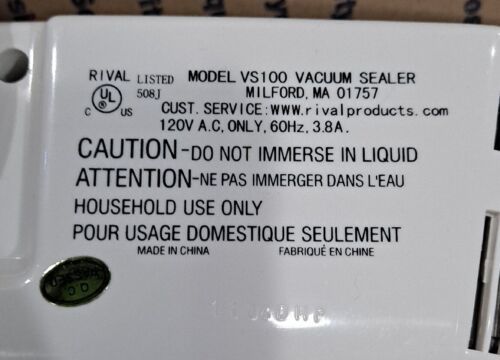 RIVAL LISTED MODEL VS100 VACUUM SEALER
508J MILFORD, MA 01757
C UL US CUST. SERVICE:www.rivalproducts.com
120V A.C, ONLY, 60Hz, 3.8A.
CAUTION-DO NOT IMMERSE IN LIQUID
ATTENTION-NE PAS IMMERGER DANS L'EAU
HOUSEHOLD USE ONLY
POUR USAGE DOMESTIQUE SEULEMENT
MADE IN CHINA FABRIQUÉ EN CHINE